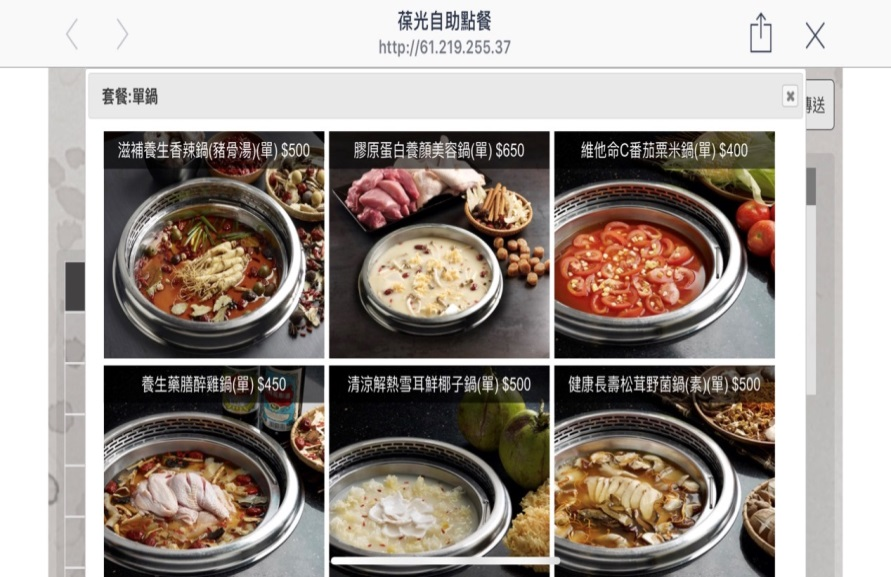 葆光自助點餐
http://61.219.255.37
套餐:單鍋
傳送
滋補養生香辣鍋(豬骨湯)(單) $500
膠原蛋白養顏美容鍋(單) $650
維他命C番茄粟米鍋(單) $400
養生藥膳醉雞鍋(單) $450
清涼解熱雪耳鮮椰子鍋(單) $500
健康長壽松茸野菌鍋(素)(單) $500